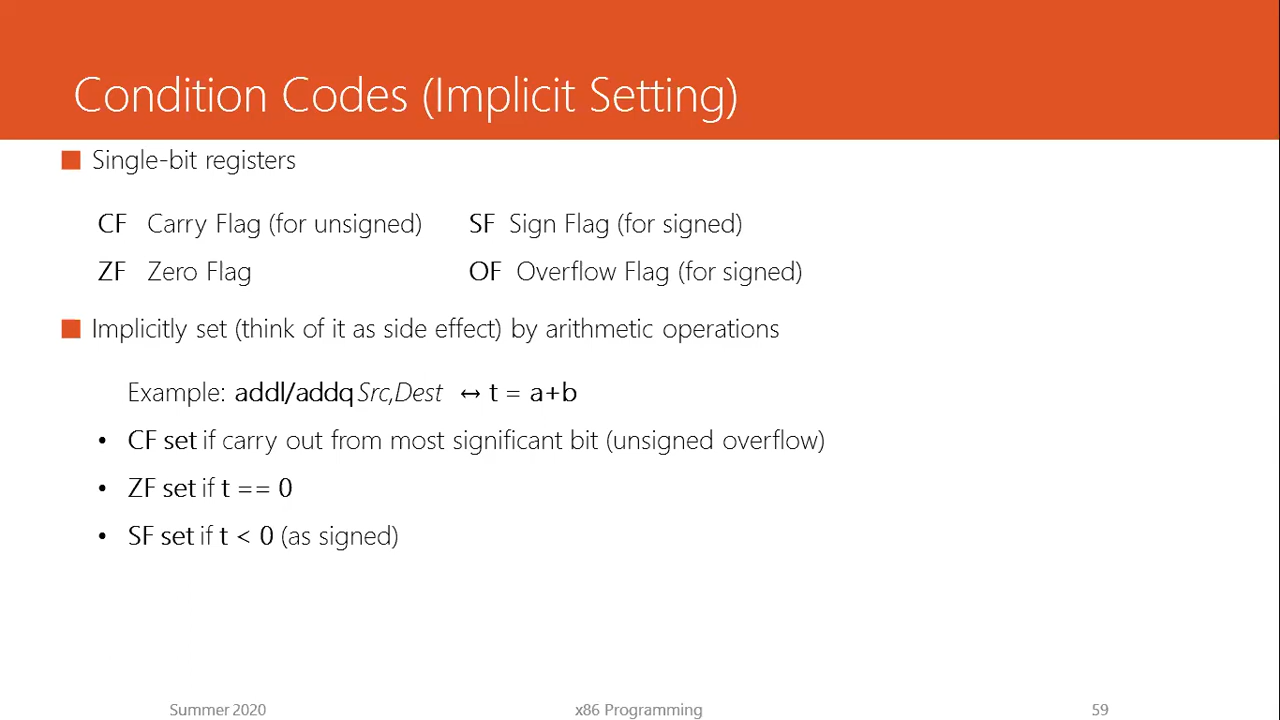 Condition Codes (Implicit Setting)
Single-bit registers
CF Carry Flag (for unsigned) SF Sign Flag (for signed)
ZF Zero Flag OF Overflow Flag (for signed)
Implicitly set (think of it as side effect) by arithmetic operations
Example: addl/addq Src,Dest ↔ t = a+b
• CF set if carry out from most significant bit (unsigned overflow)
• ZF set if t == 0
• SF set if t < 0 (as signed)
Summer 2020 x86 Programming 59